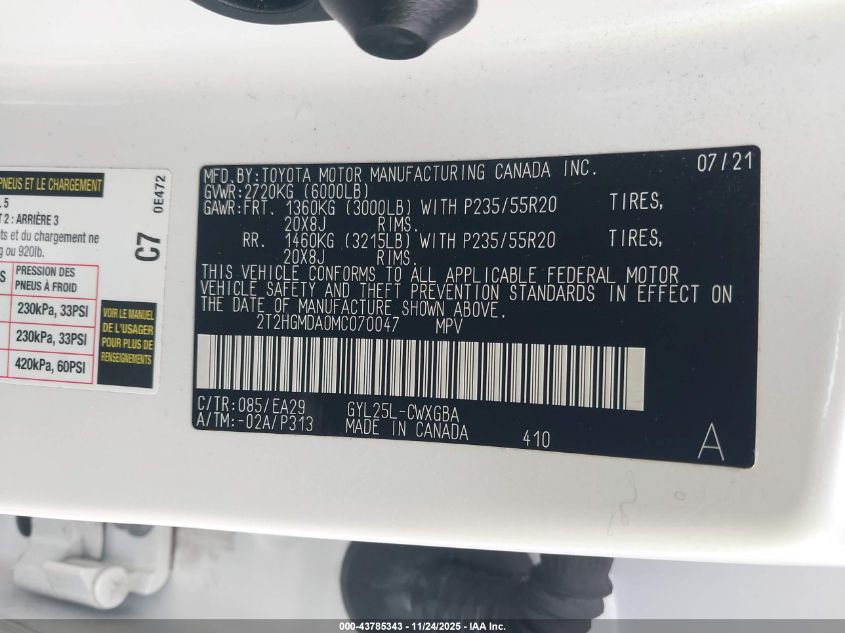 PNEUS ET LE CHARGEMENT
5
2 : ARRIÈRE 3
et du chargement ne
ou 920lb.
PRESSION DES
PNEUS À FROID
230kPa, 33PSI
230kPa, 33PSI
420kPa, 60PSI
VOIR LE MANUEL
DE L'USAGER
POUR PLUS DE
RENSEIGNEMENTS
C7
0E472
MFD.BY:TOYOTA MOTOR MANUFACTURING CANADA INC. 07/21
GVWR:2720KG (6000LB)
GAWR:FRT. 1360KG (3000LB) WITH P235/55R20 TIRES,
20X8J RIMS.
RR. 1460KG (3215LB) WITH P235/55R20 TIRES,
20X8J RIMS.
THIS VEHICLE CONFORMS TO ALL APPLICABLE FEDERAL MOTOR
VEHICLE SAFETY AND THEFT PREVENTION STANDARDS IN EFFECT ON
THE DATE OF MANUFACTURE SHOWN ABOVE.
2T2HGMDA0MC070047 MPV
C/TR:085/EA29 GYL25L-CWXGBA
A/TM:-02A/P313 MADE IN CANADA 410
A
000-43785343 - 11/24/2025 - IAA Inc.